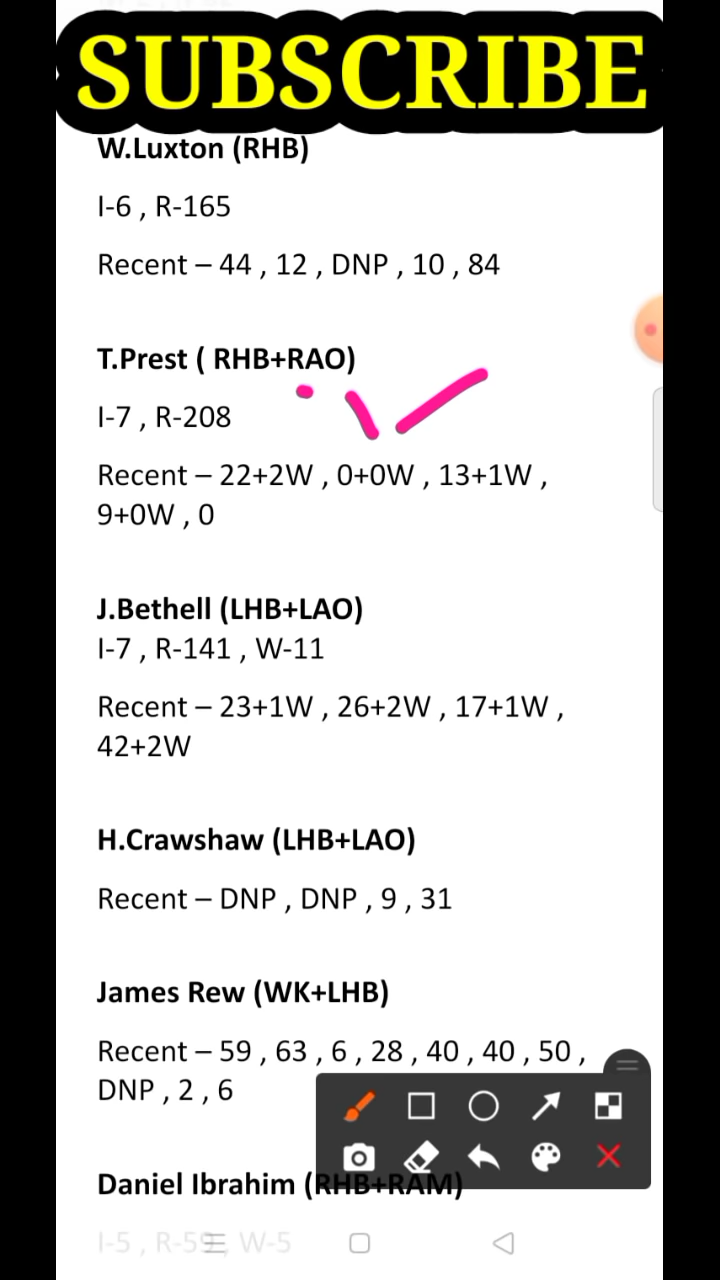 SUBSCRIBE
W.Luxton (RHB)
I-6 , R-165
Recent – 44 , 12 , DNP , 10 , 84
T.Prest ( RHB+RAO)
I-7 , R-208
Recent – 22+2W , 0+0W , 13+1W ,
9+0W , 0
J.Bethell (LHB+LAO)
I-7 , R-141 , W-11
Recent – 23+1W , 26+2W , 17+1W ,
42+2W
H.Crawshaw (LHB+LAO)
Recent – DNP , DNP , 9 , 31
James Rew (WK+LHB)
Recent – 59 , 63 , 6 , 28 , 40 , 40 , 50 ,
DNP , 2 , 6
Daniel Ibrahim (RHB+RAM)
I-5 , R-59 , W-5